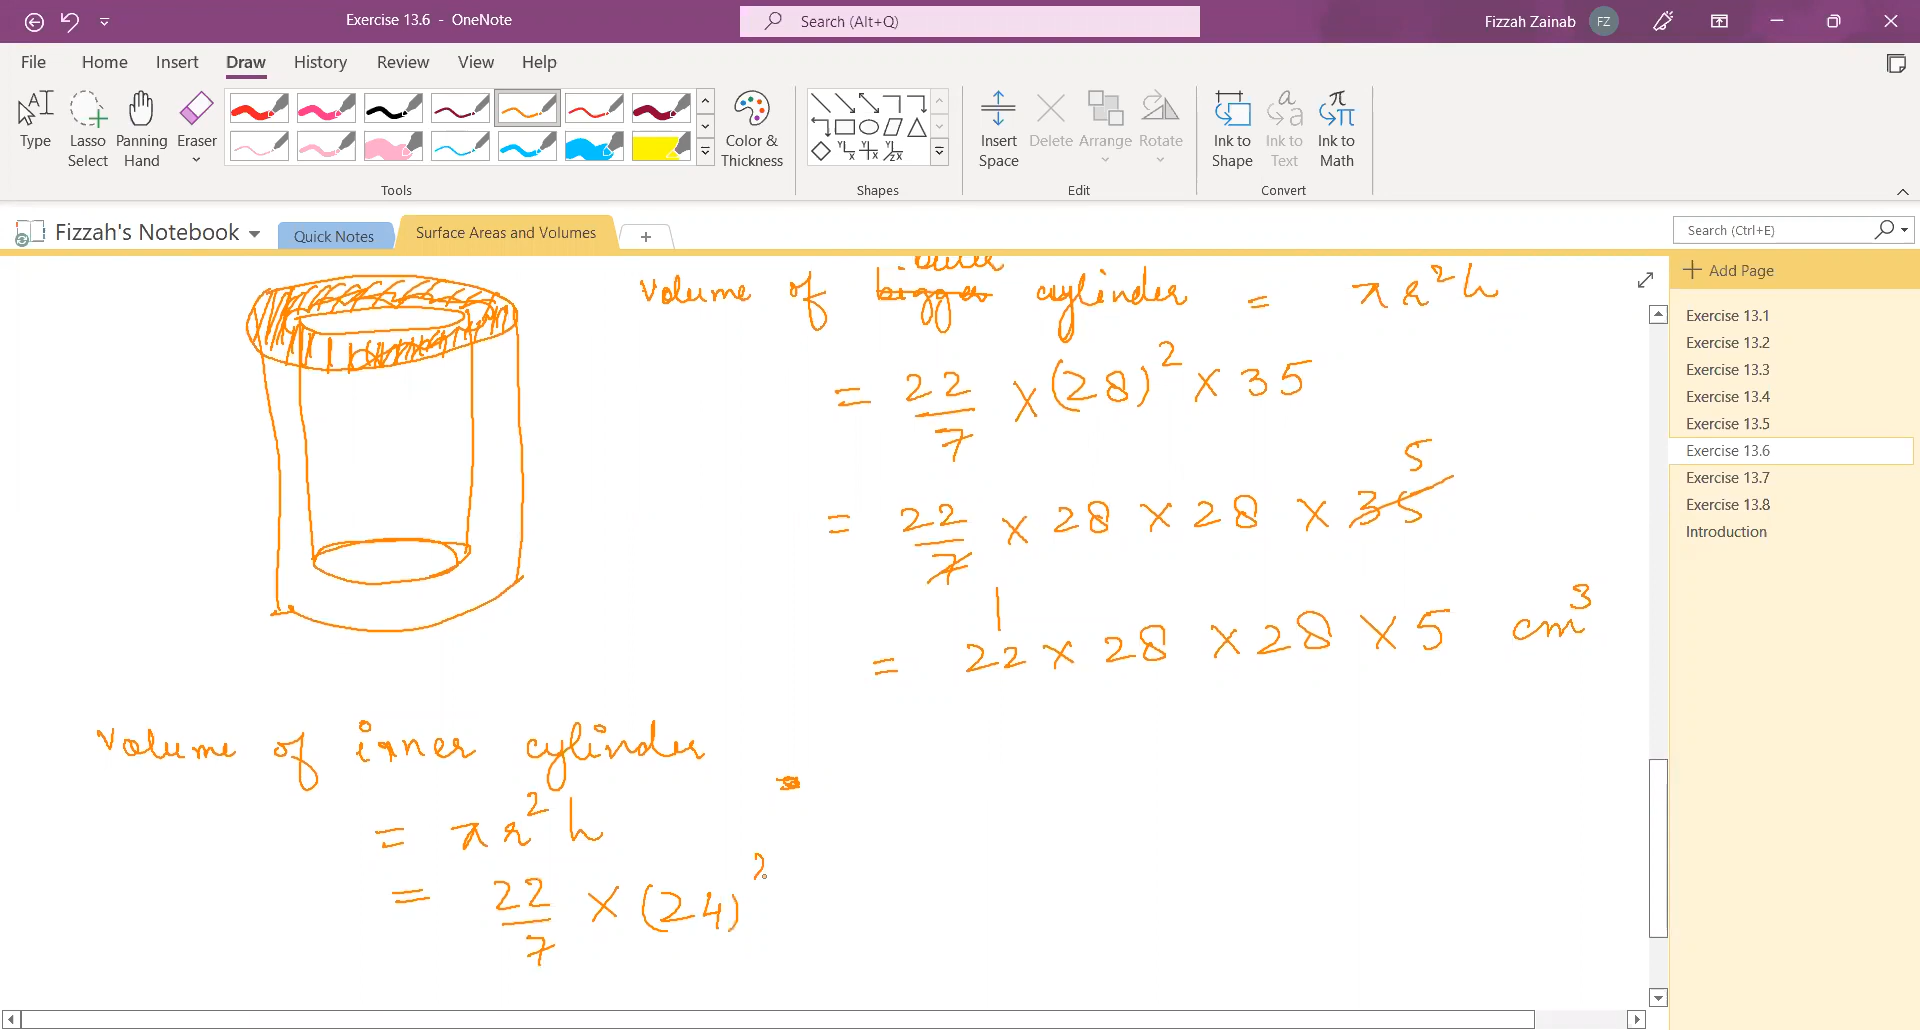 Exercise 13.6 - OneNote
Search (Alt+Q)
Fizzah Zainab FZ
File Home Insert Draw History Review View Help
Type
Lasso Select
Panning Hand
Eraser
Color & Thickness
Insert Space
Delete
Arrange
Rotate
Ink to Shape
Ink to Text
Ink to Math
Tools Shapes Edit Convert
Fizzah's Notebook
Quick Notes
Surface Areas and Volumes
+
Search (Ctrl+E)
Add Page
Exercise 13.1
Exercise 13.2
Exercise 13.3
Exercise 13.4
Exercise 13.5
Exercise 13.6
Exercise 13.7
Exercise 13.8
Introduction
Volume of bigger cylinder = πr²h
= 22/7 × (28)² × 35
= 22/7 × 28 × 28 × 35 5
1
= 22 × 28 × 28 × 5 cm³
Volume of inner cylinder
= πr²h
= 22/7 × (24)²